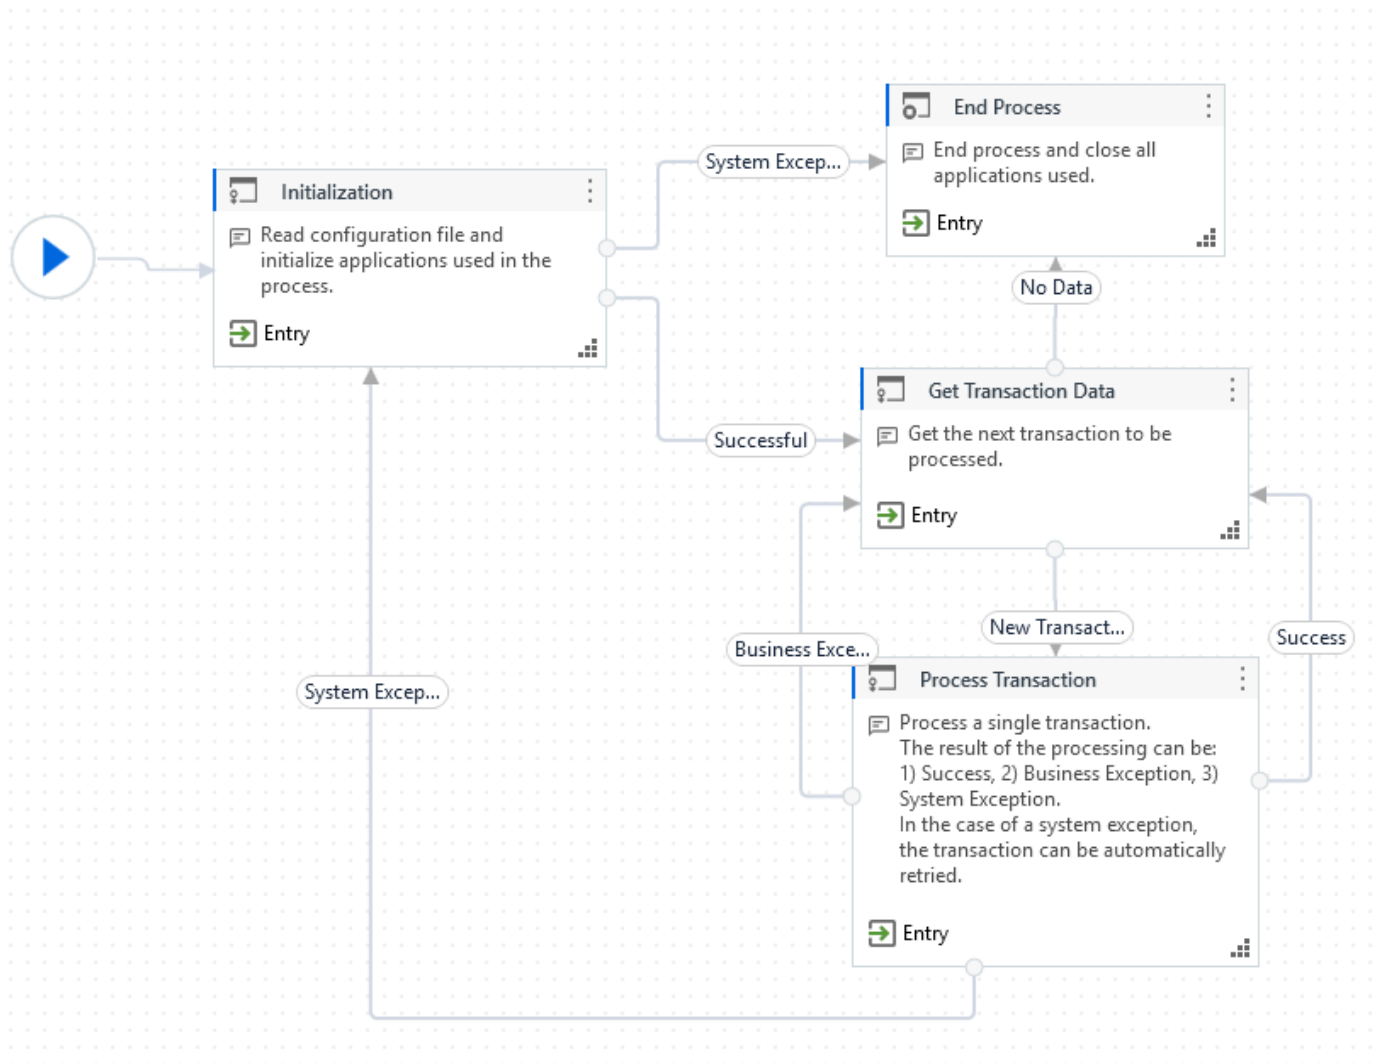 End Process
End process and close all
applications used.
Entry
System Excep...
Initialization
Read configuration file and
initialize applications used in the
process.
Entry
No Data
Get Transaction Data
Get the next transaction to be
processed.
Entry
Successful
New Transact...
Business Exce...
Success
System Excep...
Process Transaction
Process a single transaction.
The result of the processing can be:
1) Success, 2) Business Exception, 3)
System Exception.
In the case of a system exception,
the transaction can be automatically
retried.
Entry